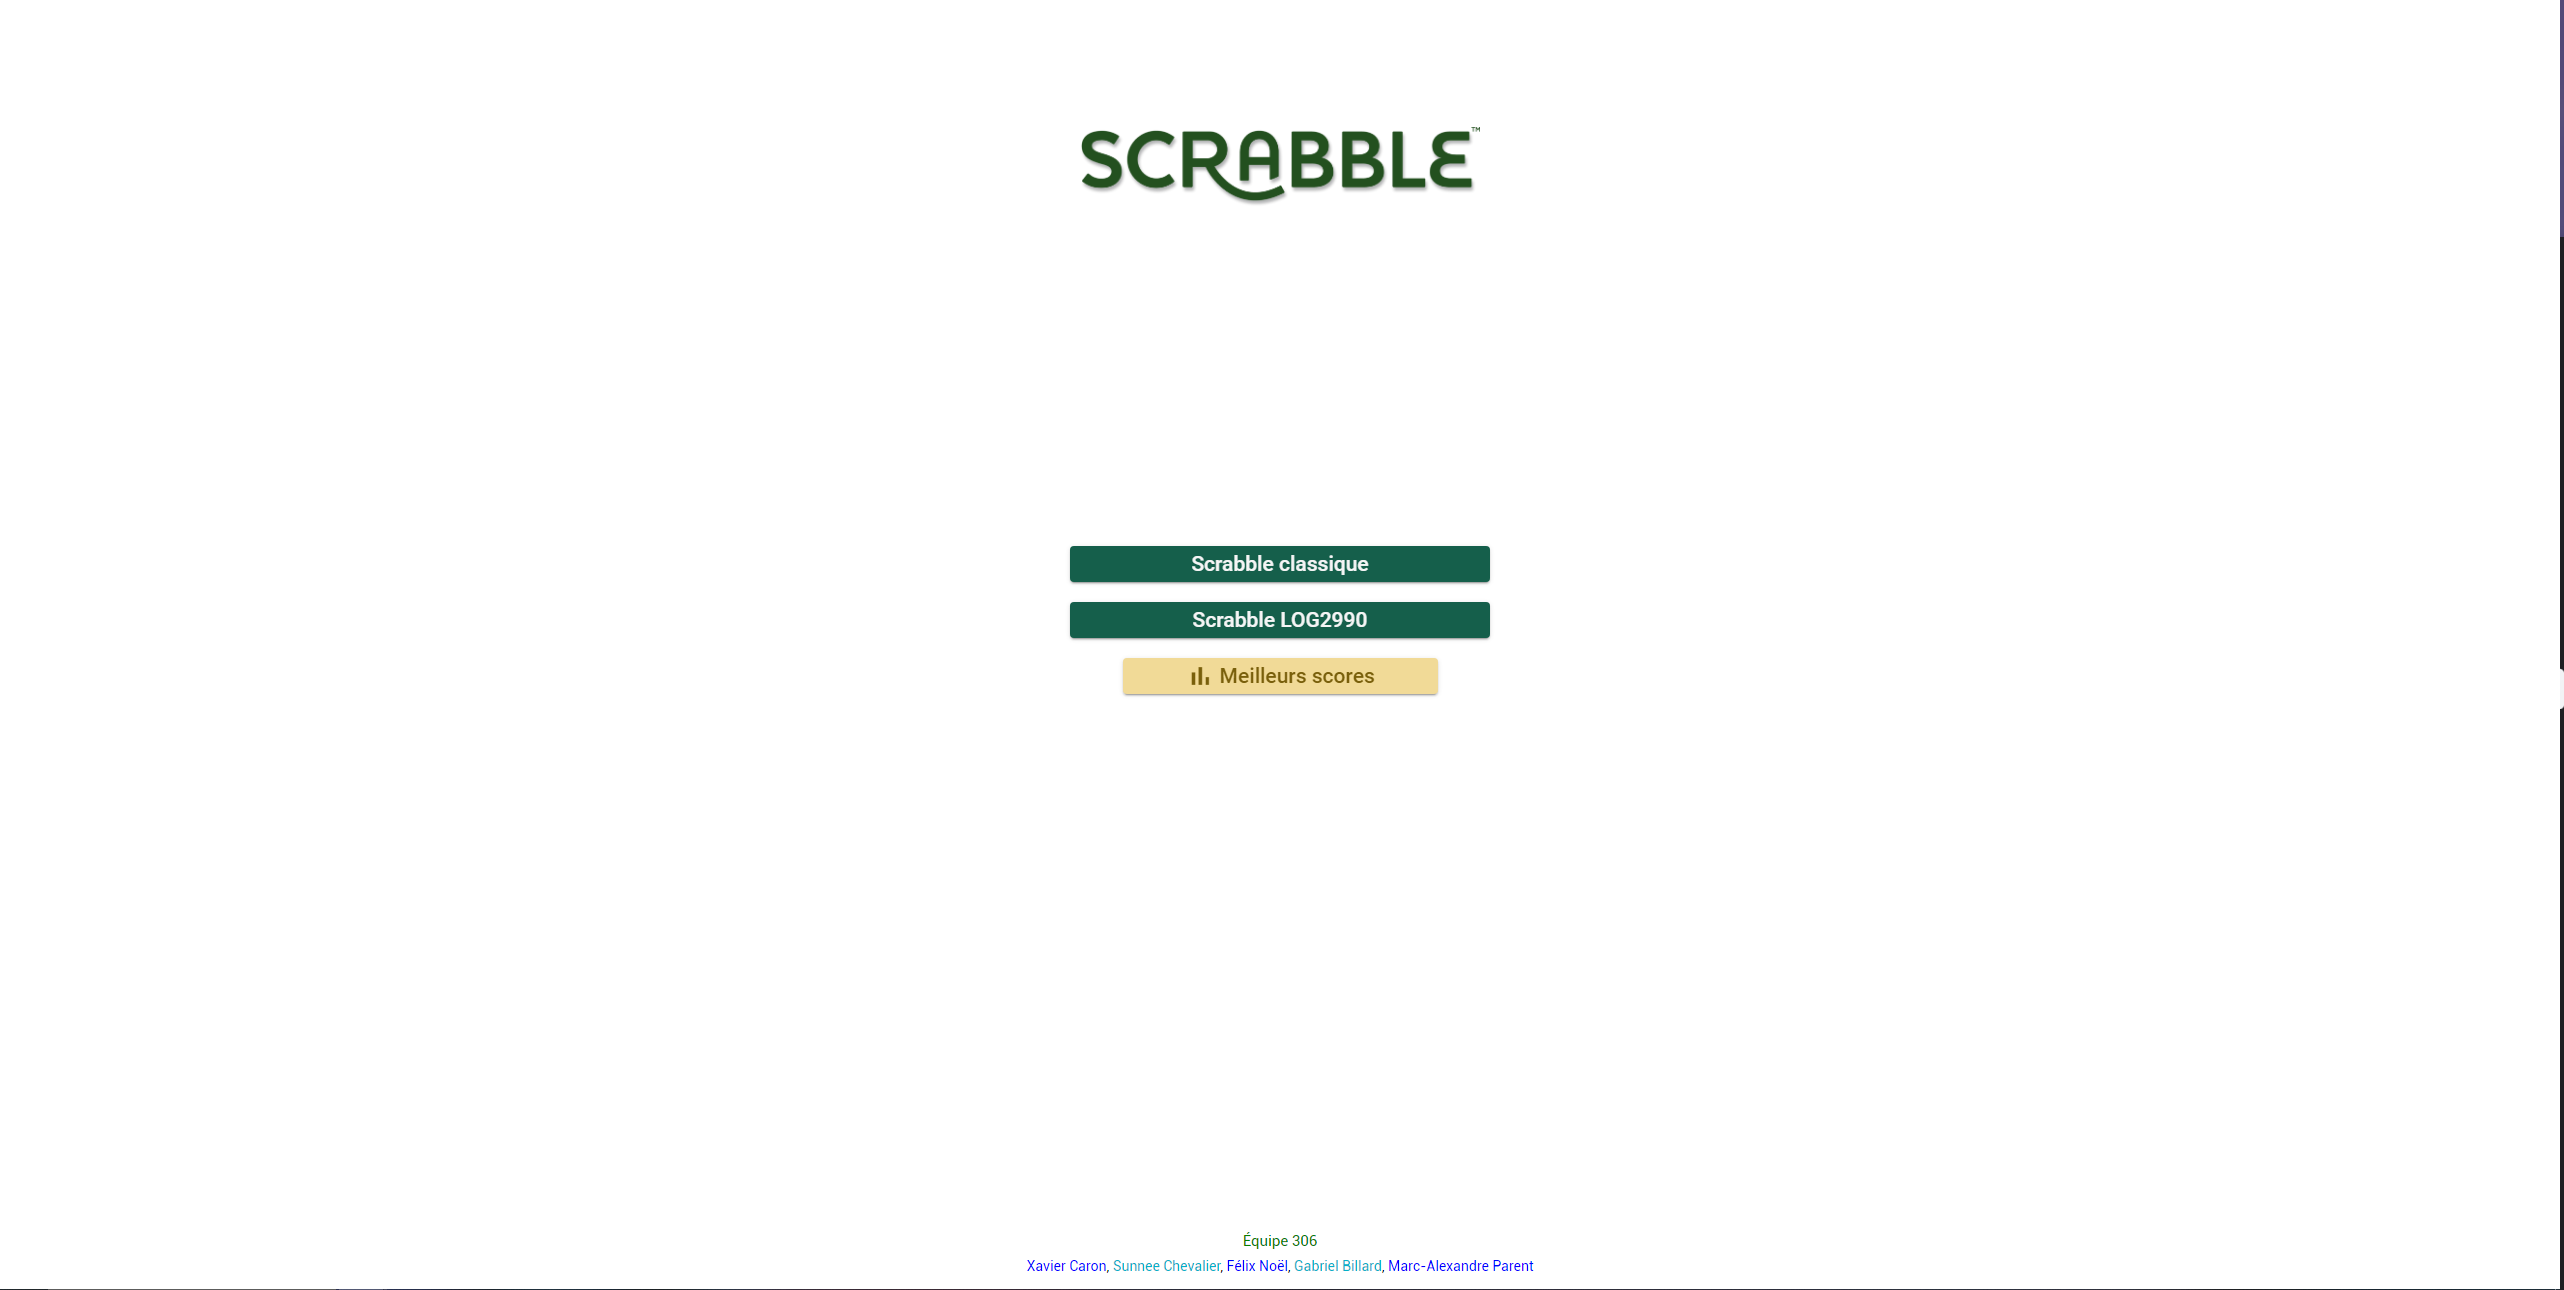 SCRABBLE™
Scrabble classique
Scrabble LOG2990
Meilleurs scores
Équipe 306
Xavier Caron, Sunnee Chevalier, Félix Noël, Gabriel Billard, Marc-Alexandre Parent